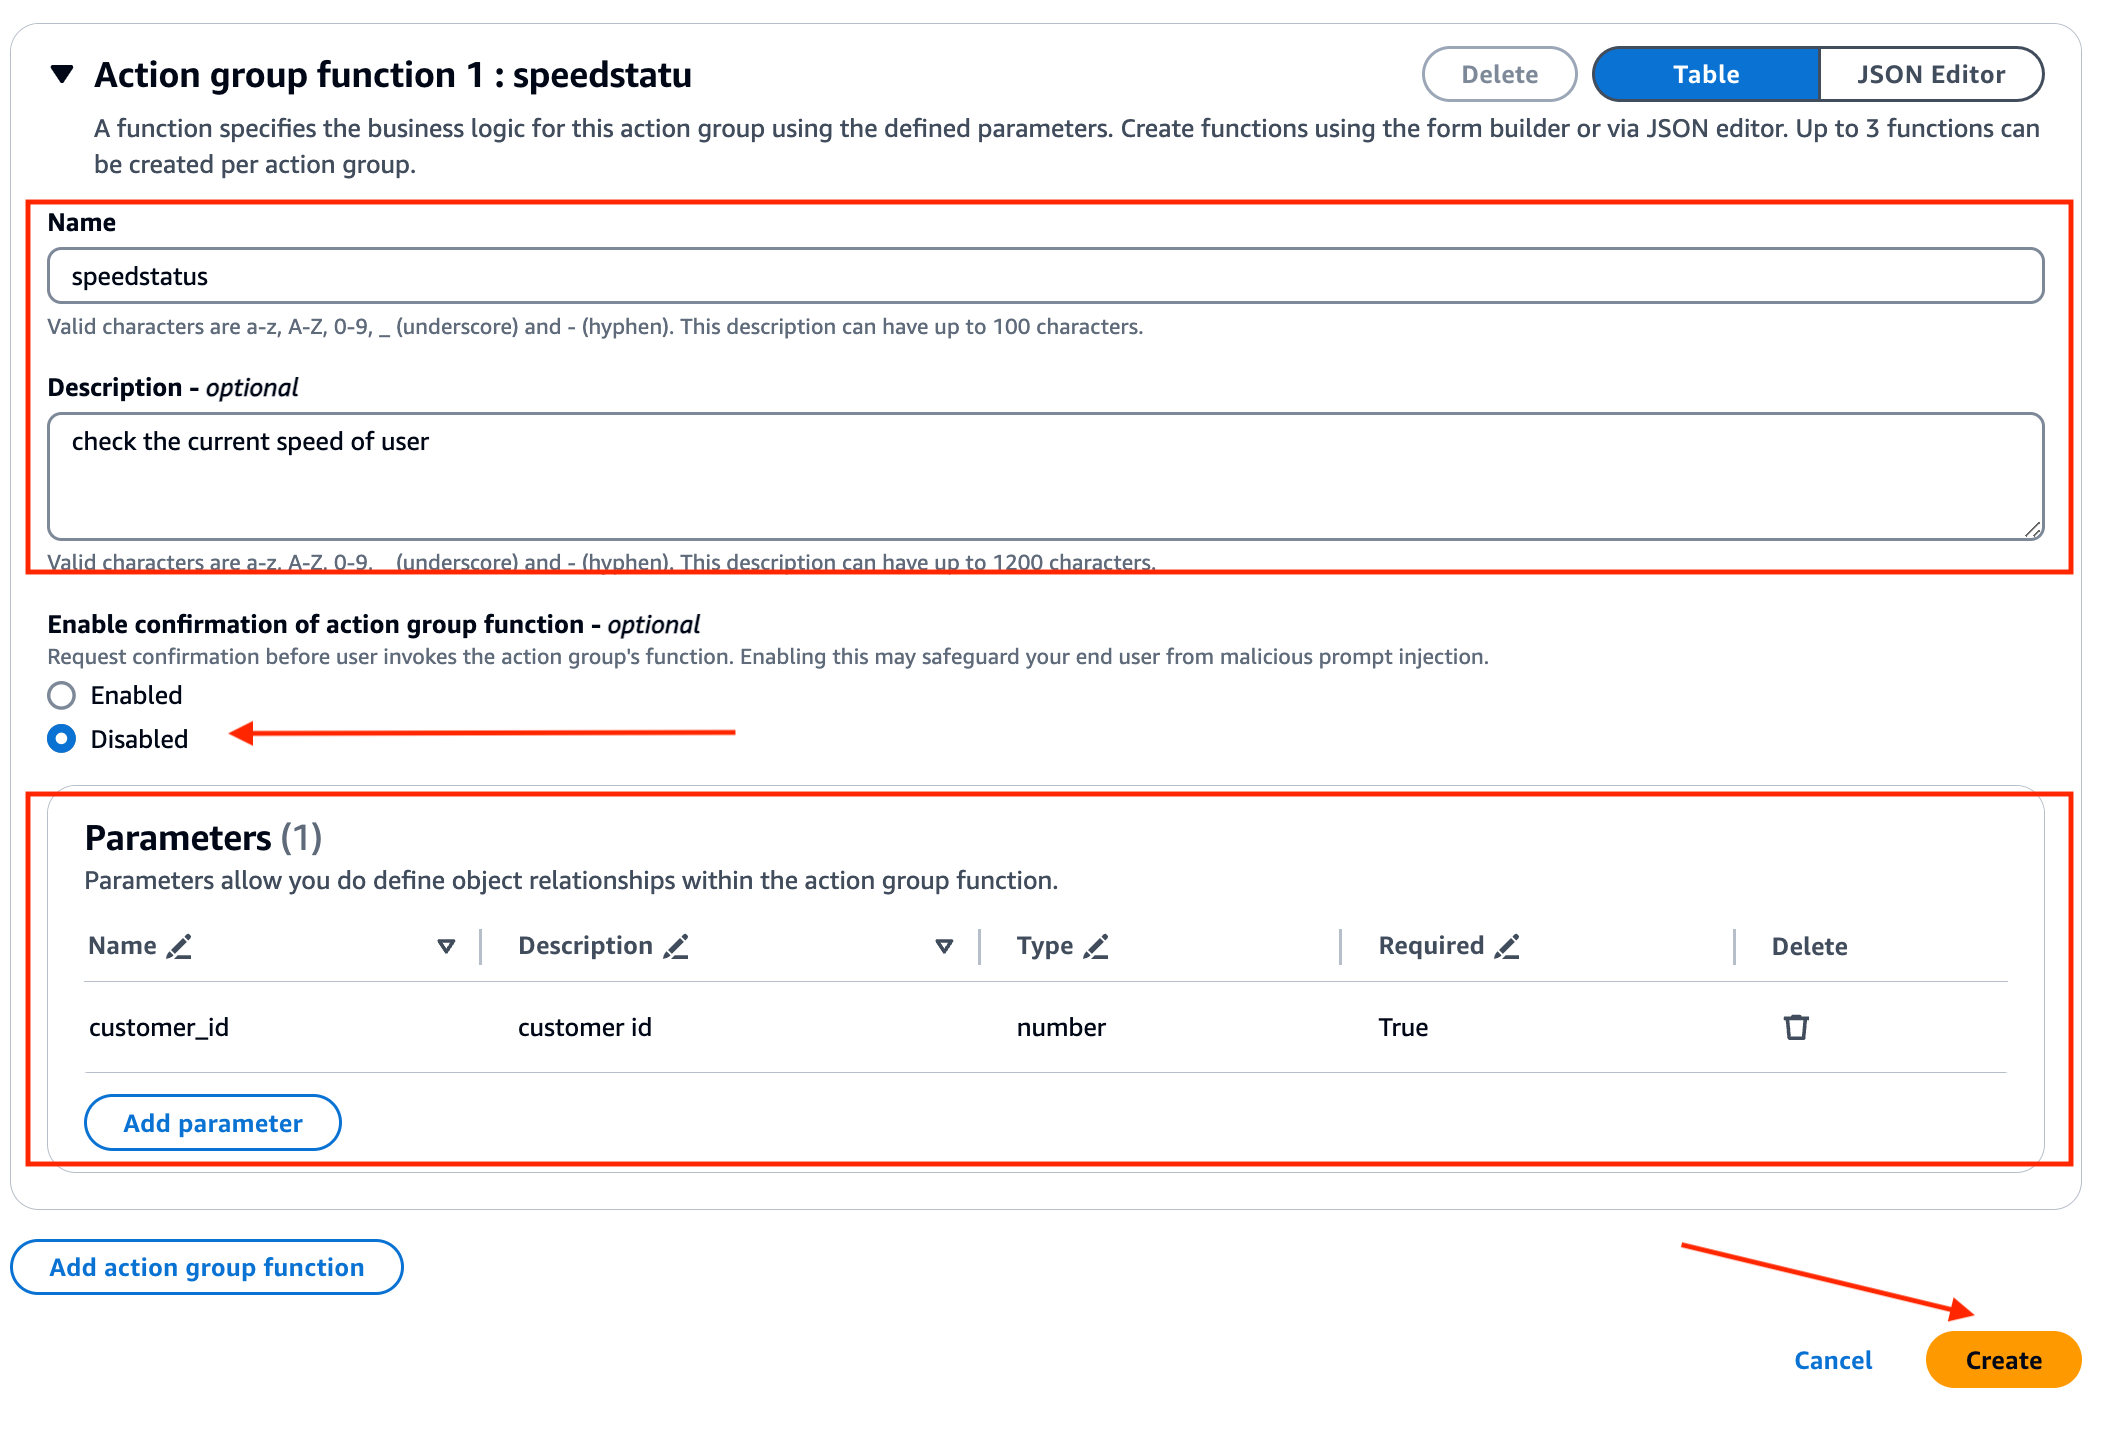 Action group function 1 : speedstatu
Delete
Table
JSON Editor
A function specifies the business logic for this action group using the defined parameters. Create functions using the form builder or via JSON editor. Up to 3 functions can
be created per action group.
Name
speedstatus
Valid characters are a-z, A-Z, 0-9, _ (underscore) and - (hyphen). This description can have up to 100 characters.
Description - optional
check the current speed of user
Valid characters are a-z, A-Z, 0-9, _ (underscore) and - (hyphen). This description can have up to 1200 characters.
Enable confirmation of action group function - optional
Request confirmation before user invokes the action group's function. Enabling this may safeguard your end user from malicious prompt injection.
Enabled
Disabled
Parameters (1)
Parameters allow you do define object relationships within the action group function.
Name Description Type Required Delete
customer_id customer id number True
Add parameter
Add action group function
Cancel
Create